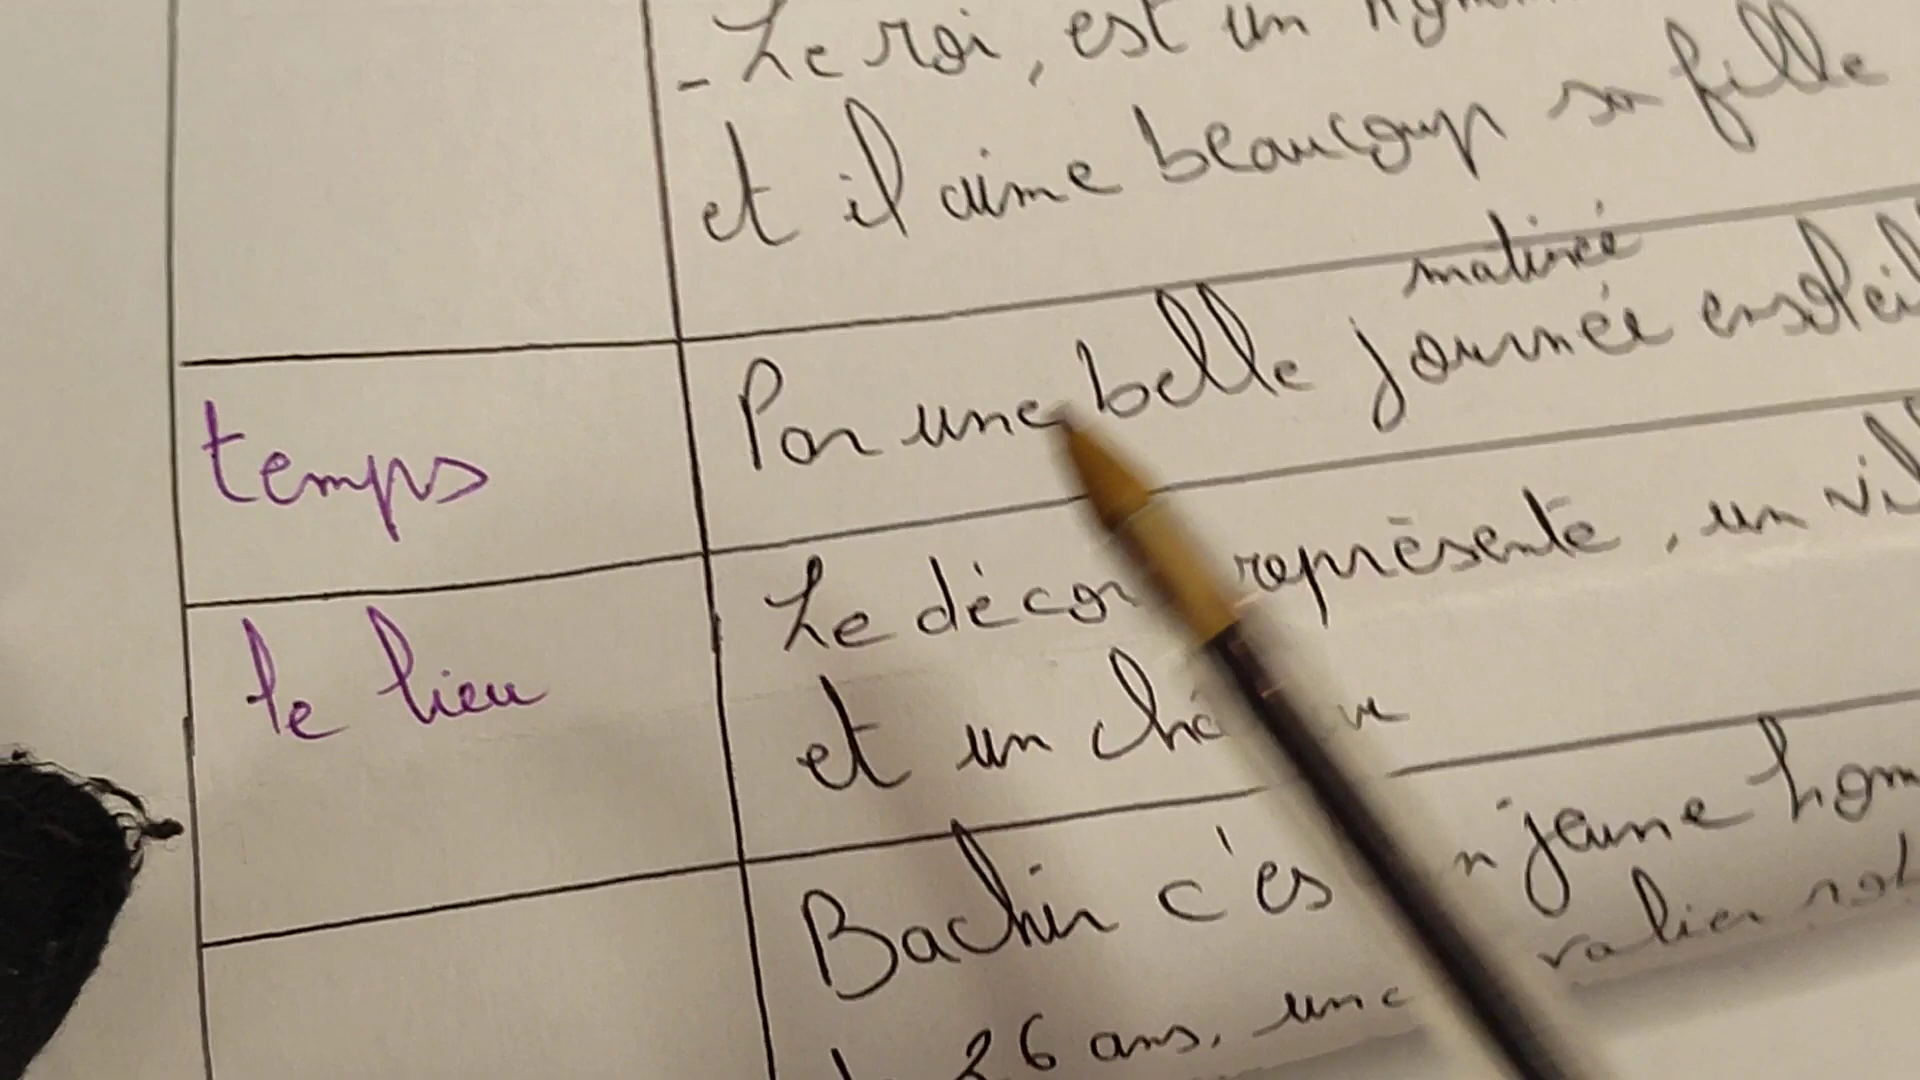 - Le roi, est un
et il aime beaucoup sa fille
matinée
temps
Par une belle journée
le lieu
Le décor représente, un
et un
Bachir c'es jeune
26 ans, une